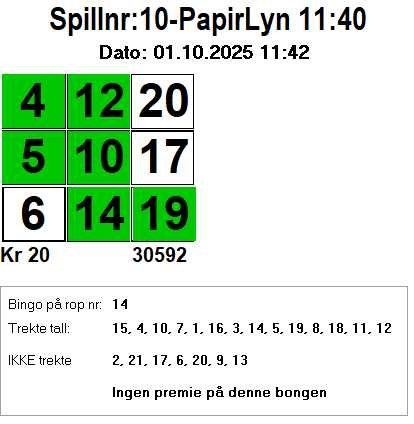 Spillnr:10-PapirLyn 11:40
Dato: 01.10.2025 11:42
4 12 20
5 10 17
6 14 19
Kr 20 30592
Bingo på rop nr: 14
Trekte tall: 15, 4, 10, 7, 1, 16, 3, 14, 5, 19, 8, 18, 11, 12
IKKE trekte 2, 21, 17, 6, 20, 9, 13
Ingen premie på denne bongen